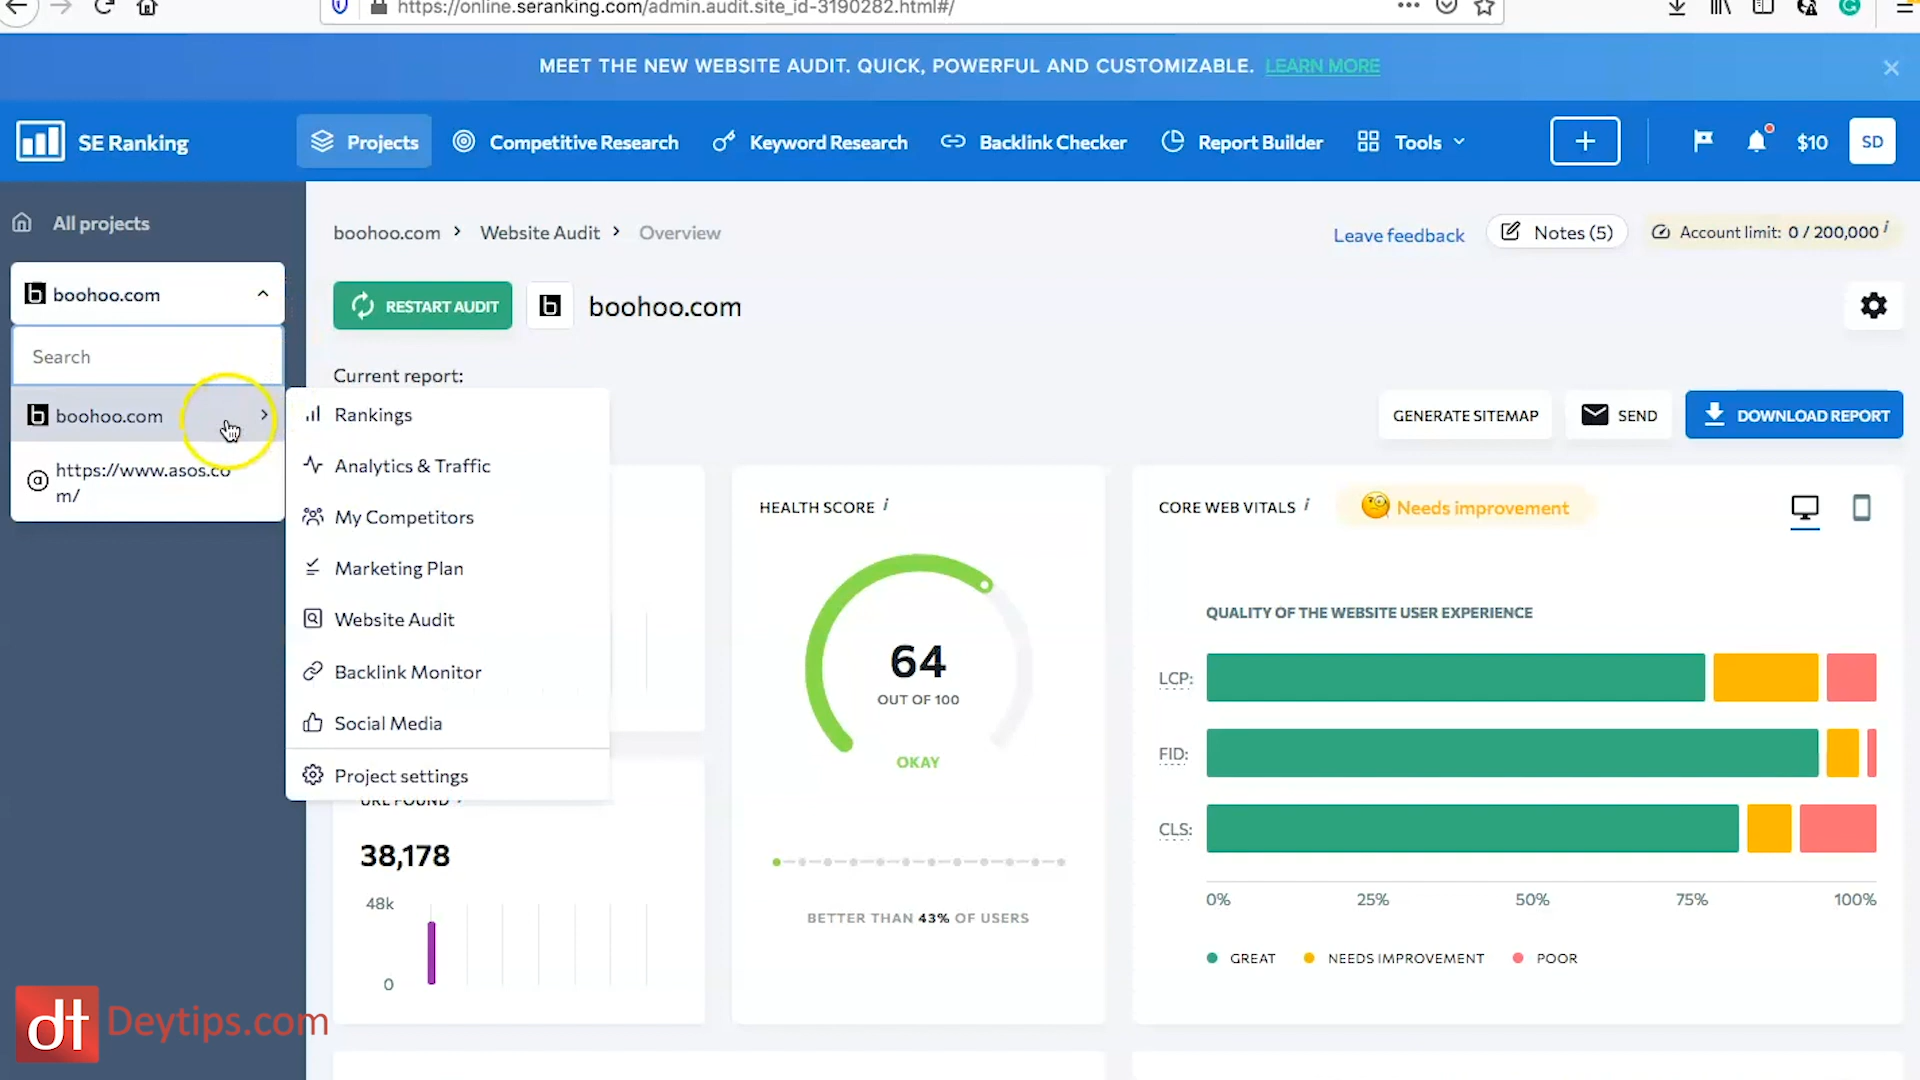 https://online.seranking.com/admin.audit.site_id-3190282.html#/
MEET THE NEW WEBSITE AUDIT. QUICK, POWERFUL AND CUSTOMIZABLE. LEARN MORE
SE Ranking
Projects
Competitive Research
Keyword Research
Backlink Checker
Report Builder
Tools
$10
SD
All projects
boohoo.com > Website Audit > Overview
Leave feedback
Notes (5)
Account limit: 0 / 200,000 i
boohoo.com
RESTART AUDIT
boohoo.com
Search
Current report:
boohoo.com
https://www.asos.co
m/
Rankings
Analytics & Traffic
My Competitors
Marketing Plan
Website Audit
Backlink Monitor
Social Media
Project settings
GENERATE SITEMAP
SEND
DOWNLOAD REPORT
HEALTH SCORE i
64
OUT OF 100
OKAY
BETTER THAN 43% OF USERS
CORE WEB VITALS i
Needs improvement
QUALITY OF THE WEBSITE USER EXPERIENCE
LCP:
FID:
CLS:
0% 25% 50% 75% 100%
GREAT
NEEDS IMPROVEMENT
POOR
URL FOUND
38,178
48k
0
dt Deytips.com